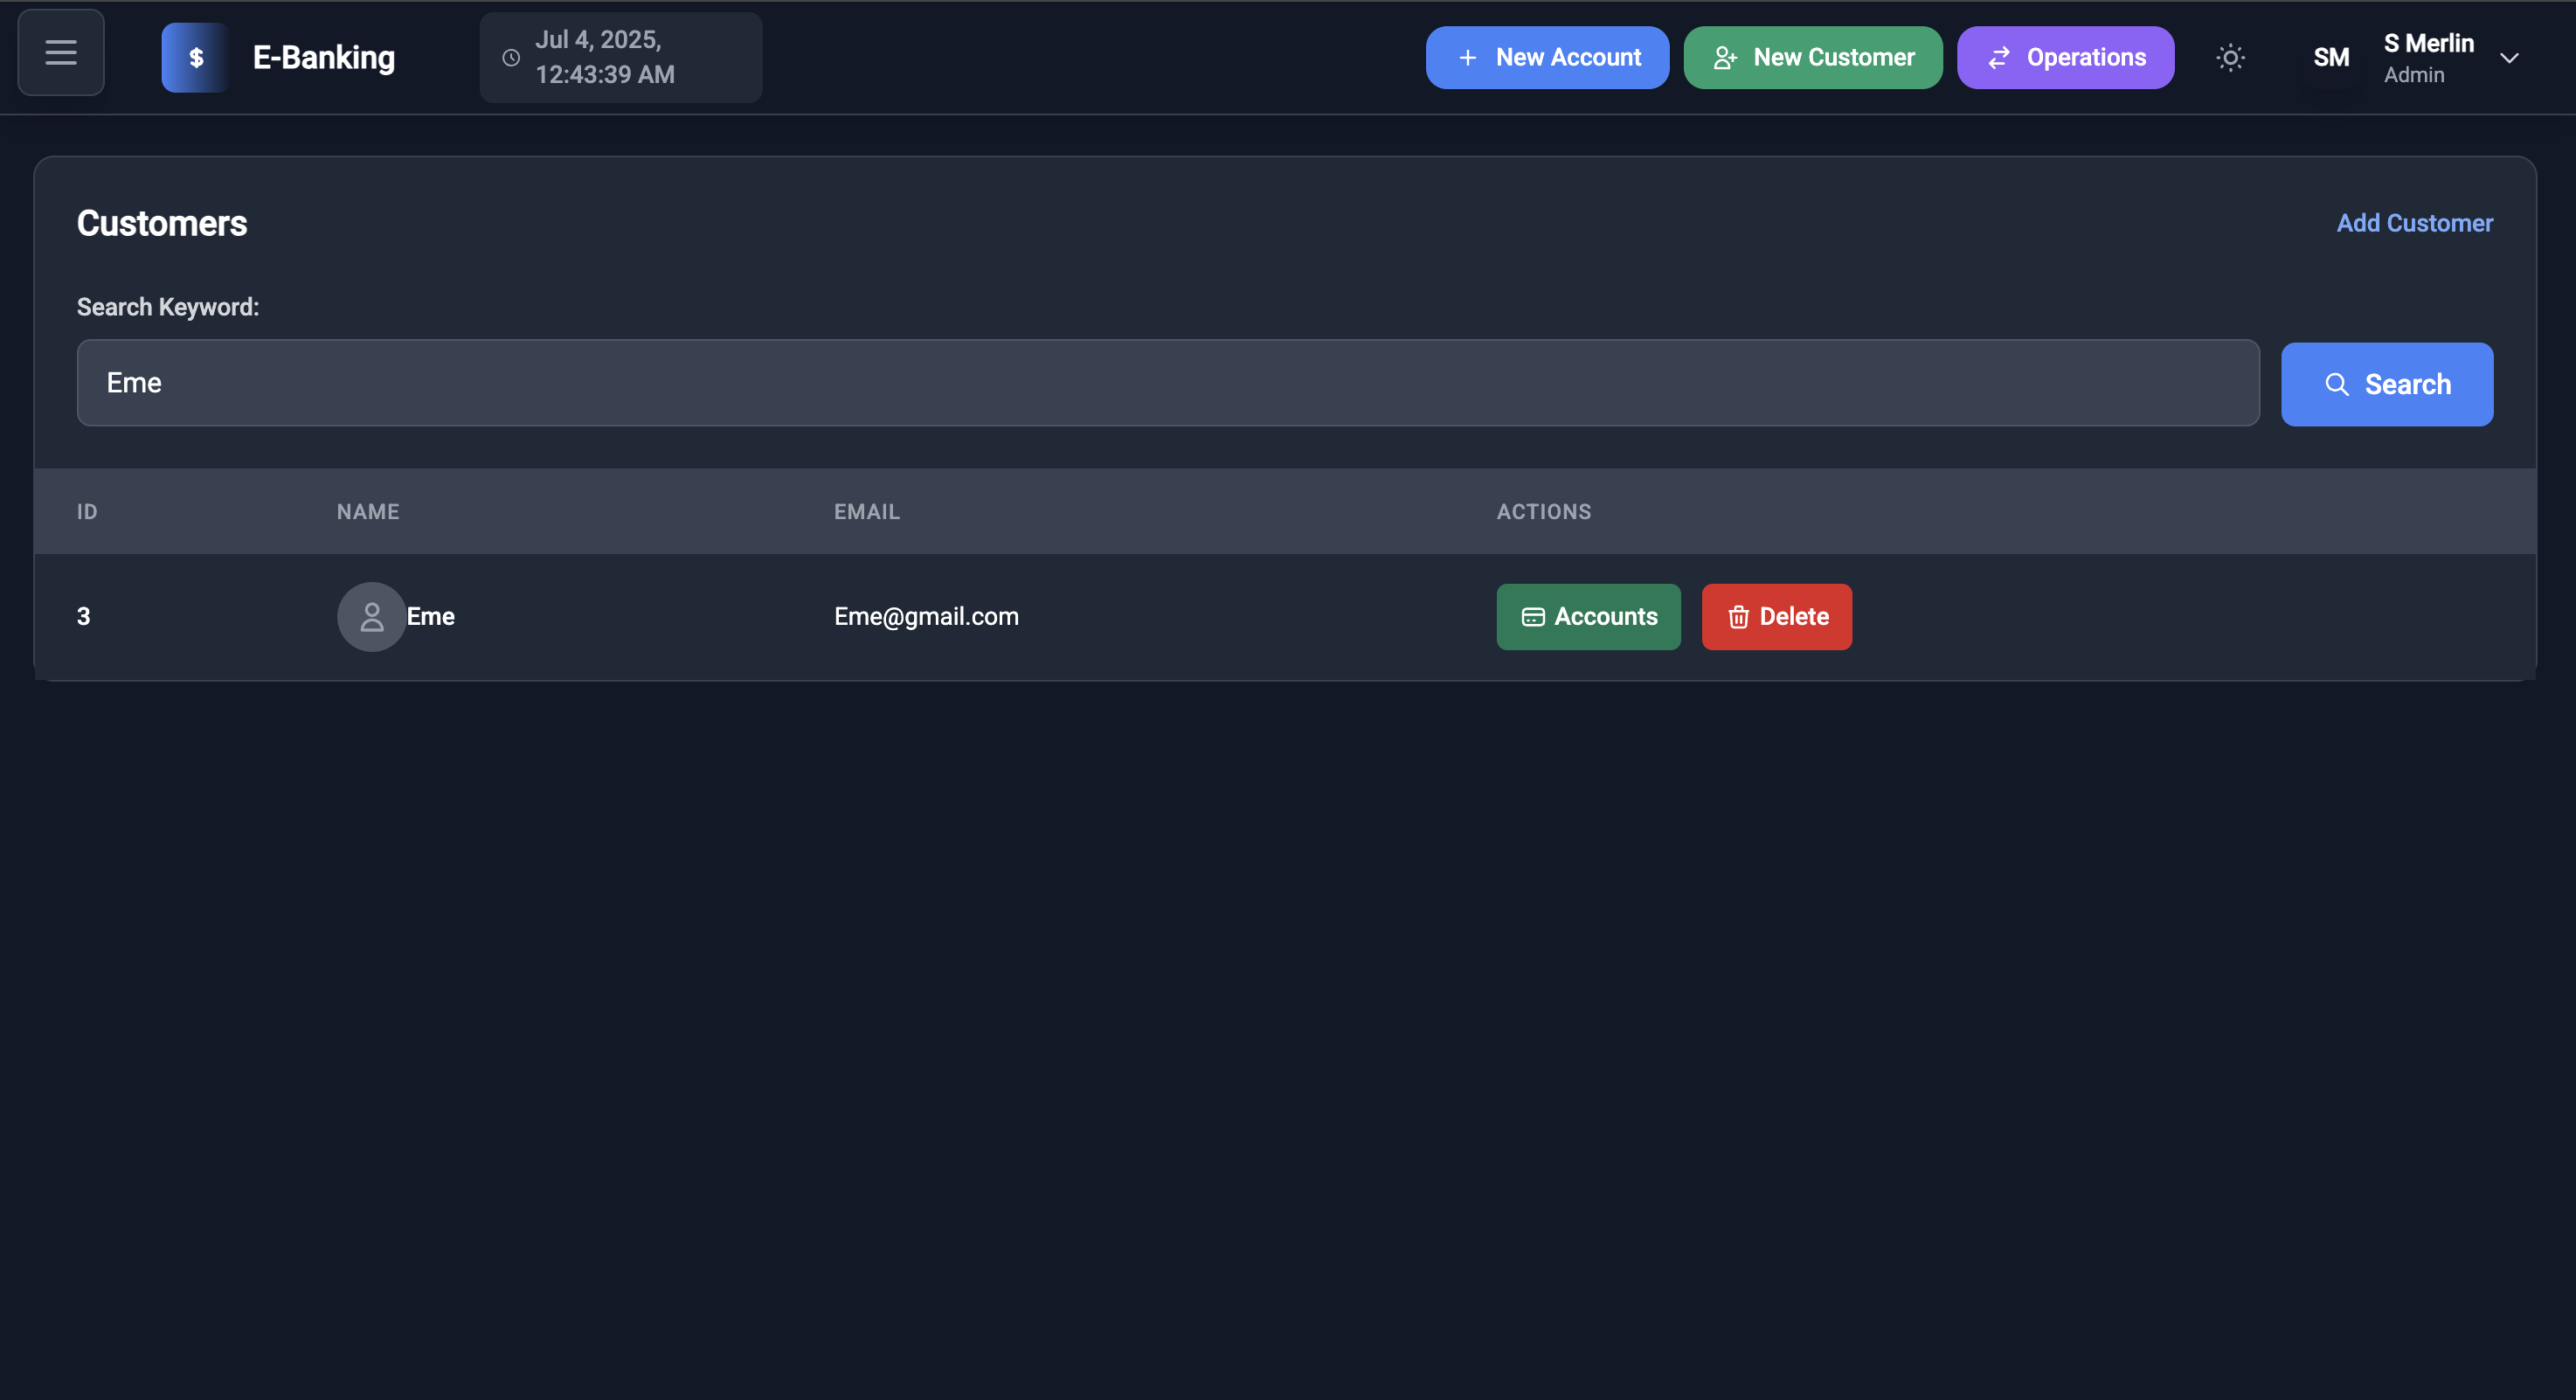 $
E-Banking
Jul 4, 2025,
12:43:39 AM
New Account
New Customer
Operations
SM
S Merlin
Admin
Customers
Add Customer
Search Keyword:
Eme
Search
ID NAME EMAIL ACTIONS
3 Eme Eme@gmail.com Accounts Delete